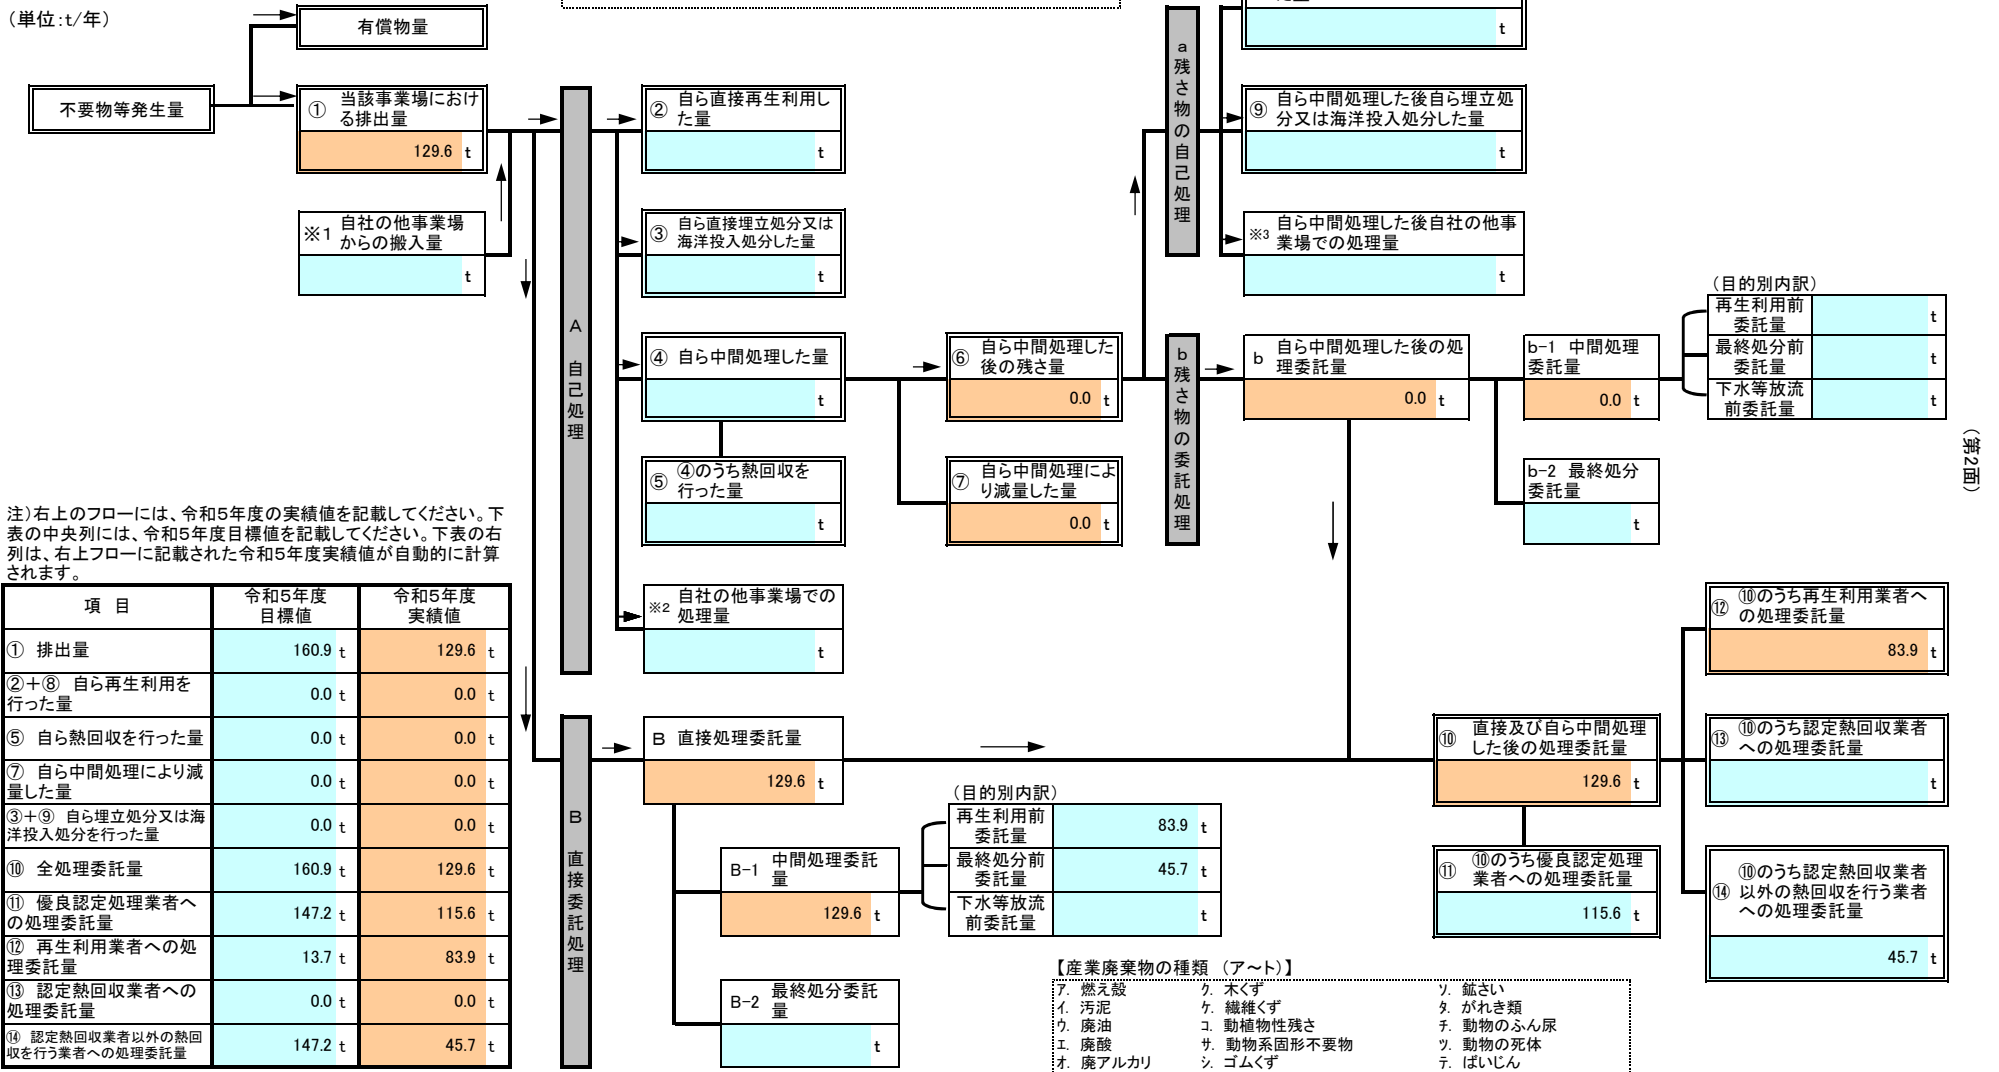 （単位：t/年）
有償物量
不要物等発生量
① 当該事業場におけ
る排出量
129.6 t
※1 自社の他事業場
からの搬入量
t
A 自己処理
② 自ら直接再生利用し
た量
t
③ 自ら直接埋立処分又は
海洋投入処分した量
t
④ 自ら中間処理した量
t
⑤ ④のうち熱回収を
行った量
t
※2 自社の他事業場での
処理量
t
⑥ 自ら中間処理した
後の残さ量
0.0 t
⑦ 自ら中間処理によ
り減量した量
0.0 t
a 残さ物の自己処理
t
⑨ 自ら中間処理した後自ら埋立処
分又は海洋投入処分した量
t
※3 自ら中間処理した後自社の他事
業場での処理量
t
b 残さ物の委託処理
b 自ら中間処理した後の処
理委託量
0.0 t
b-1 中間処理
委託量
0.0 t
b-2 最終処分
委託量
t
（目的別内訳）
再生利用前
委託量
t
最終処分前
委託量
t
下水等放流
前委託量
t
（第2面）
注）右上のフローには、令和5年度の実績値を記載してください。下
表の中央列には、令和5年度目標値を記載してください。下表の右
列は、右上フローに記載された令和5年度実績値が自動的に計算
されます。
項 目
令和5年度
目標値
令和5年度
実績値
① 排出量 160.9 t 129.6 t
②＋⑧ 自ら再生利用を
行った量 0.0 t 0.0 t
⑤ 自ら熱回収を行った量 0.0 t 0.0 t
⑦ 自ら中間処理により減
量した量 0.0 t 0.0 t
③＋⑨ 自ら埋立処分又は海
洋投入処分を行った量 0.0 t 0.0 t
⑩ 全処理委託量 160.9 t 129.6 t
⑪ 優良認定処理業者へ
の処理委託量 147.2 t 115.6 t
⑫ 再生利用業者への処
理委託量 13.7 t 83.9 t
⑬ 認定熱回収業者への
処理委託量 0.0 t 0.0 t
⑭ 認定熱回収業者以外の熱回
収を行う業者への処理委託量 147.2 t 45.7 t
B 直接委託処理
B 直接処理委託量
129.6 t
B-1 中間処理委託
量
129.6 t
B-2 最終処分委託
量
t
（目的別内訳）
再生利用前
委託量
83.9 t
最終処分前
委託量
45.7 t
下水等放流
前委託量
t
⑩ 直接及び自ら中間処理
した後の処理委託量
129.6 t
⑪ ⑩のうち優良認定処理
業者への処理委託量
115.6 t
⑫ ⑩のうち再生利用業者へ
の処理委託量
83.9 t
⑬ ⑩のうち認定熱回収業者
への処理委託量
t
⑭ ⑩のうち認定熱回収業者
以外の熱回収を行う業者
への処理委託量
45.7 t
【産業廃棄物の種類 （ア～ト）】
ア. 燃え殻 ク. 木くず ソ. 鉱さい
イ. 汚泥 ケ. 繊維くず タ. がれき類
ウ. 廃油 コ. 動植物性残さ チ. 動物のふん尿
エ. 廃酸 サ. 動物系固形不要物 ツ. 動物の死体
オ. 廃アルカリ シ. ゴムくず テ. ばいじん